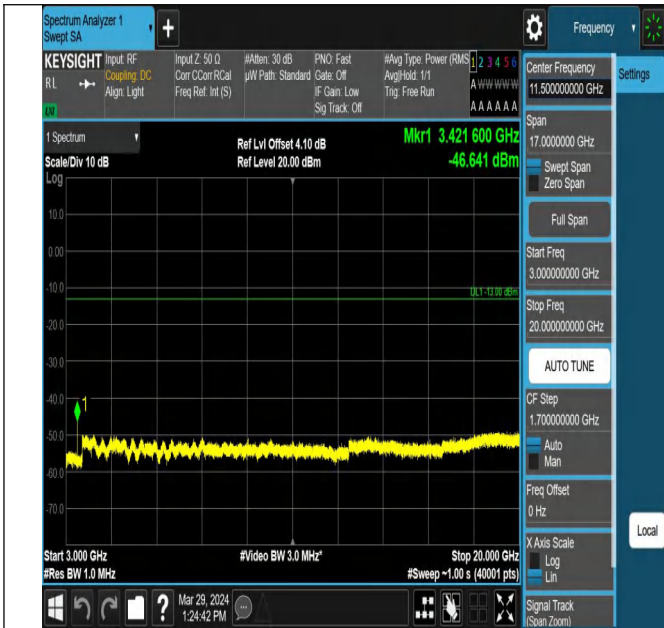 Spectrum Analyzer 1
Swept SA
Frequency
KEYSIGHT
RL
LXI
Input: RF
Coupling: DC
Align: Light
Input Z: 50 Ω
Corr CCorr RCal
Freq Ref: Int (S)
#Atten: 30 dB
µW Path: Standard
PNO: Fast
Gate: Off
IF Gain: Low
Sig Track: Off
#Avg Type: Power (RMS
Avg|Hold: 1/1
Trig: Free Run
1 2 3 4 5 6
A W W W W W
A A A A A A
1 Spectrum
Scale/Div 10 dB
Log
Ref Lvl Offset 4.10 dB
Ref Level 20.00 dBm
Mkr1 3.421 600 GHz
-46.641 dBm
10.0
0.00
-10.0
DL1 -13.00 dBm
-20.0
-30.0
-40.0
1
-50.0
-60.0
-70.0
Start 3.000 GHz
#Res BW 1.0 MHz
#Video BW 3.0 MHz*
Stop 20.000 GHz
#Sweep ~1.00 s (40001 pts)
Mar 29, 2024
1:24:42 PM
Center Frequency
11.500000000 GHz
Settings
Span
17.0000000 GHz
Swept Span
Zero Span
Full Span
Start Freq
3.000000000 GHz
Stop Freq
20.000000000 GHz
AUTO TUNE
CF Step
1.700000000 GHz
Auto
Man
Freq Offset
0 Hz
X Axis Scale
Log
Lin
Local
Signal Track
(Span Zoom)